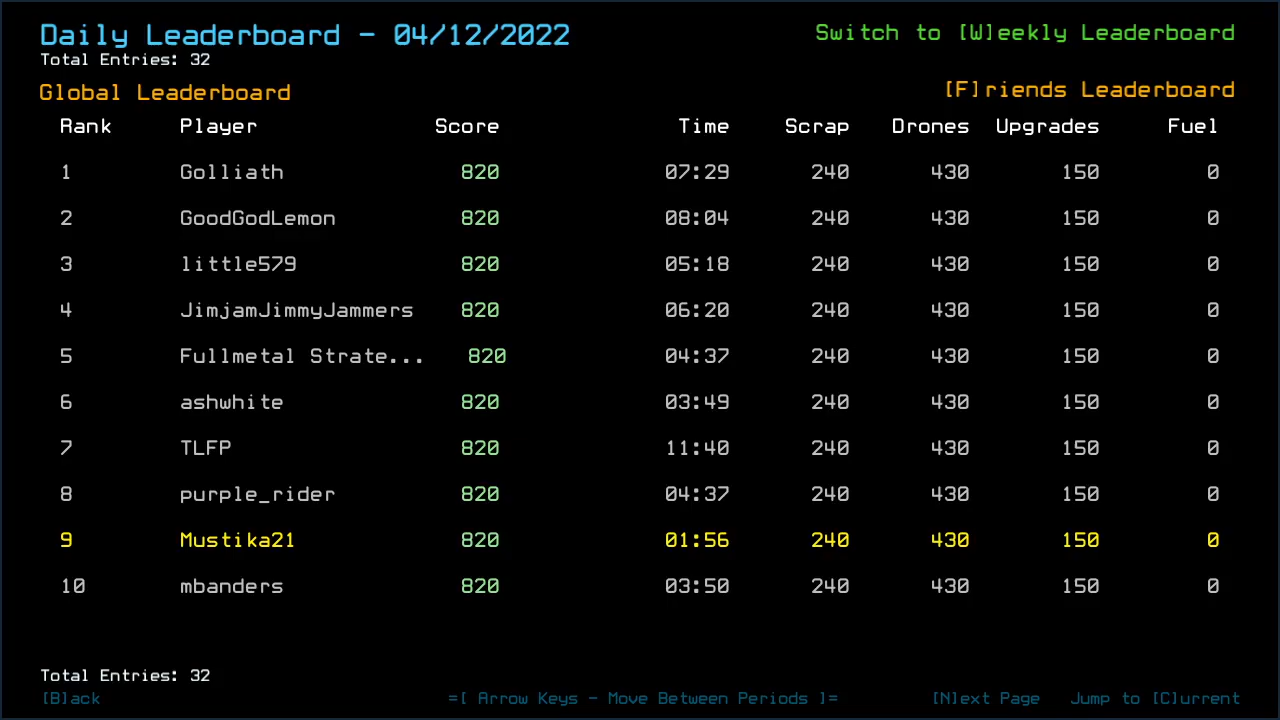 Daily Leaderboard - 04/12/2022 Switch to [W]eekly Leaderboard
Total Entries: 32
Global Leaderboard [F]riends Leaderboard
Rank Player Score Time Scrap Drones Upgrades Fuel
1 Golliath 820 07:29 240 430 150 0
2 GoodGodLemon 820 08:04 240 430 150 0
3 little579 820 05:18 240 430 150 0
4 JimjamJimmyJammers 820 06:20 240 430 150 0
5 Fullmetal Strate... 820 04:37 240 430 150 0
6 ashwhite 820 03:49 240 430 150 0
7 TLFP 820 11:40 240 430 150 0
8 purple_rider 820 04:37 240 430 150 0
9 Mustika21 820 01:56 240 430 150 0
10 mbanders 820 03:50 240 430 150 0
Total Entries: 32
[B]ack =[ Arrow Keys - Move Between Periods ]= [N]ext Page Jump to [C]urrent